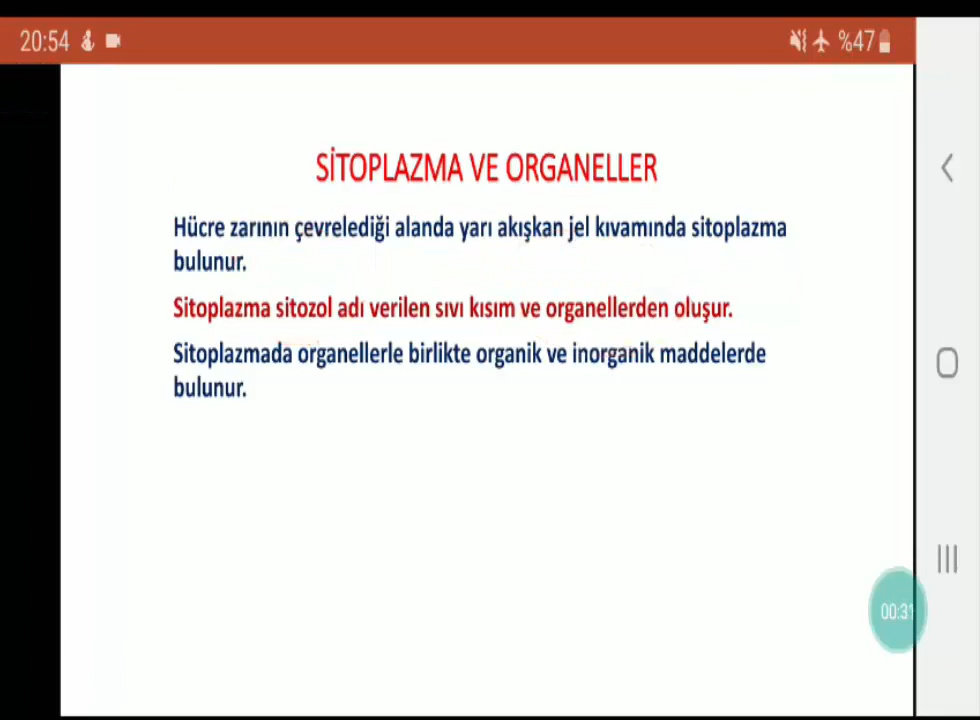 20:54
%47
SİTOPLAZMA VE ORGANELLER
Hücre zarının çevrelediği alanda yarı akışkan jel kıvamında sitoplazma
bulunur.
Sitoplazma sitozol adı verilen sıvı kısım ve organellerden oluşur.
Sitoplazmada organellerle birlikte organik ve inorganik maddelerde
bulunur.
00:31